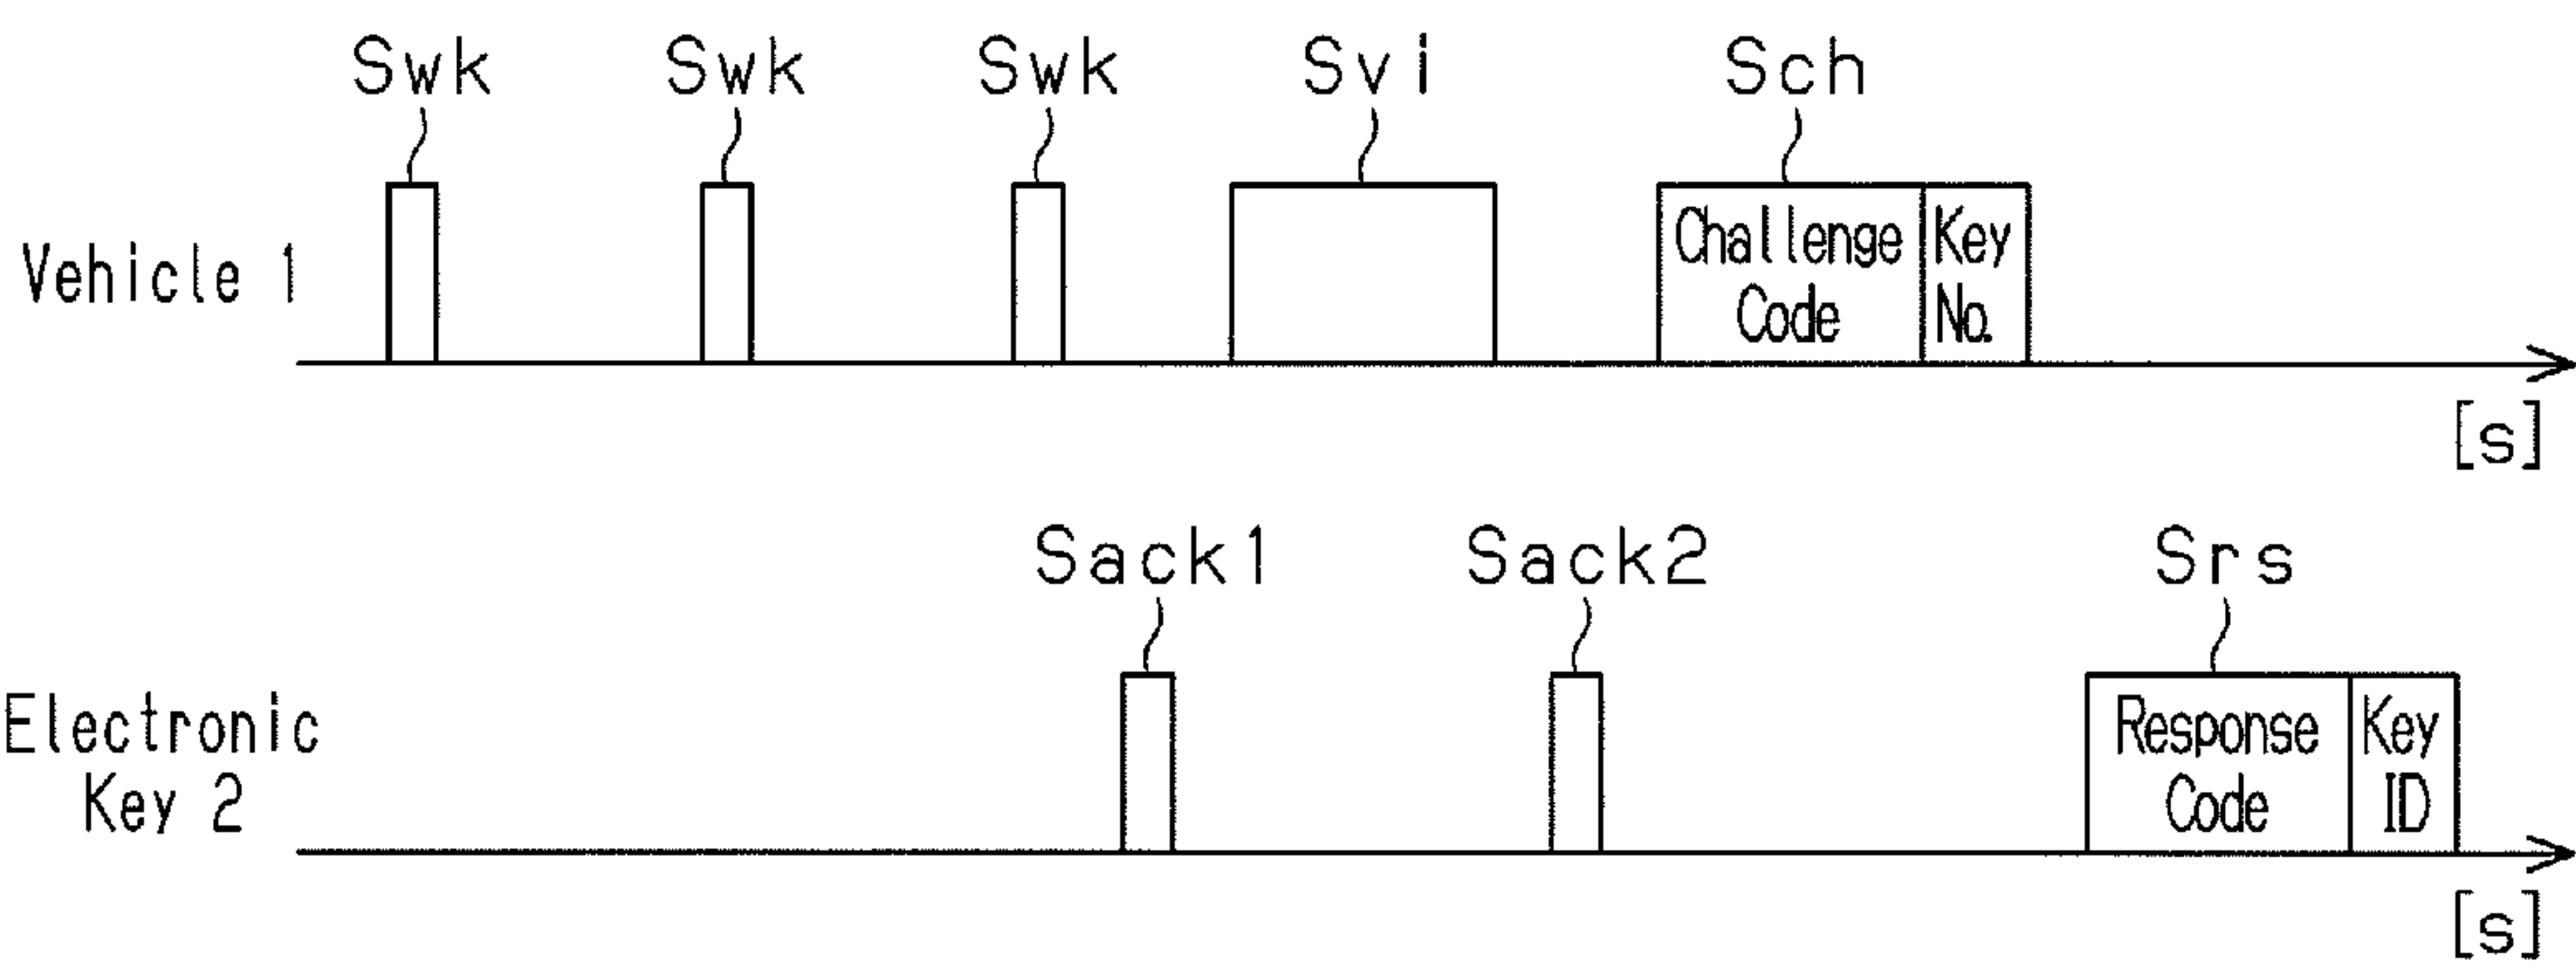 Swk Swk Swk Svi Sch
Vehicle 1
Challenge
Code
Key
No.
[s]
Sack1 Sack2 Srs
Electronic
Key 2
Response
Code
Key
ID
[s]